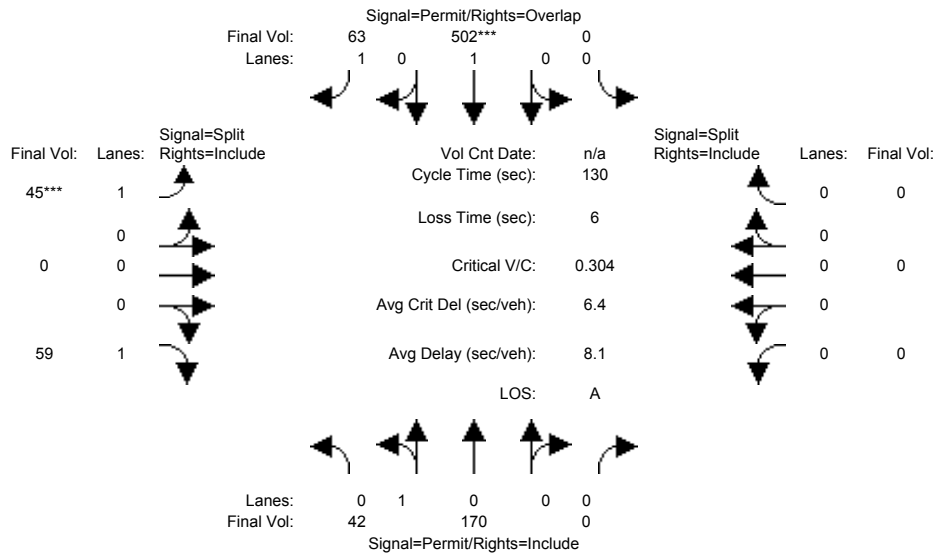 Signal=Permit/Rights=Overlap
Final Vol: 63 502*** 0
Lanes: 1 0 1 0 0
Signal=Split Signal=Split
Final Vol: Lanes: Rights=Include Vol Cnt Date: n/a Rights=Include Lanes: Final Vol:
Cycle Time (sec): 130
45*** 1 0 0
Loss Time (sec): 6
0 0
0 0 Critical V/C: 0.304 0 0
0 Avg Crit Del (sec/veh): 6.4 0
59 1 Avg Delay (sec/veh): 8.1 0 0
LOS: A
Lanes: 0 1 0 0 0
Final Vol: 42 170 0
Signal=Permit/Rights=Include